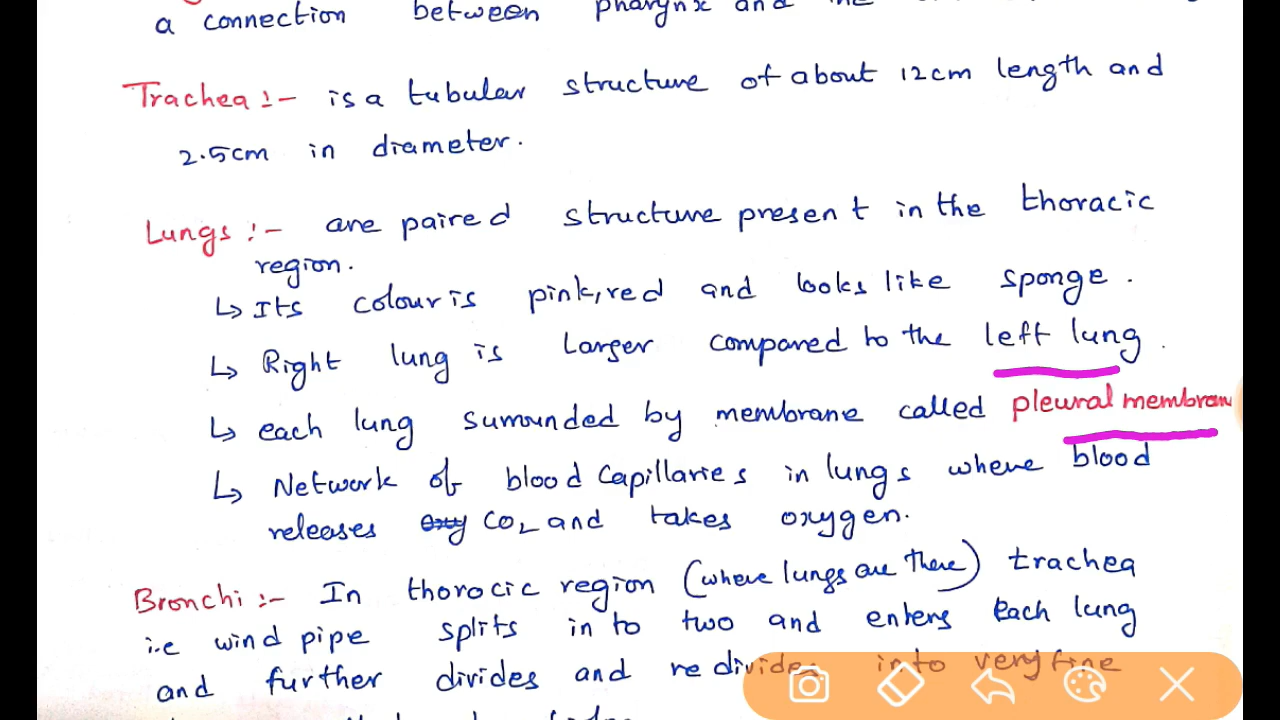 a connection between pharynx and the
Trachea :- is a tubular structure of about 12cm length and
2.5cm in diameter.
Lungs :- are paired structure present in the thoracic
region.
↳ Its colour is pink, red and looks like sponge.
↳ Right lung is larger compared to the left lung.
↳ each lung surrounded by membrane called pleural membran
↳ Network of blood capillaries in lungs where blood
releases oxy CO2 and takes oxygen.
Bronchi :- In thoracic region (where lungs are there) trachea
i.e wind pipe splits in to two and enters each lung
and further divides and redivides into very fine